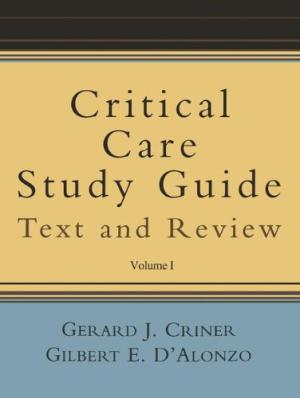 Critical
Care
Study Guide
Text and Review
Volume I
GERARD J. CRINER
GILBERT E. D'ALONZO